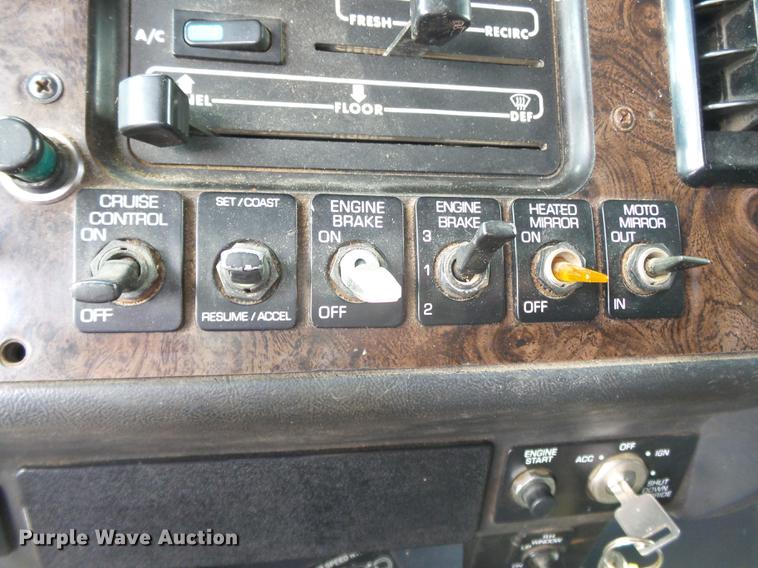 FRESH
RECIRC
A/C
FLOOR
DEF
CRUISE
CONTROL
ON
OFF
SET/COAST
RESUME/ACCEL
ENGINE
BRAKE
ON
OFF
ENGINE
BRAKE
3
1
2
HEATED
MIRROR
ON
OFF
MOTO
MIRROR
OUT
IN
ENGINE
START
ACC
OFF
IGN
SHUT
DOWN
WINDOW
UP
Purple Wave Auction